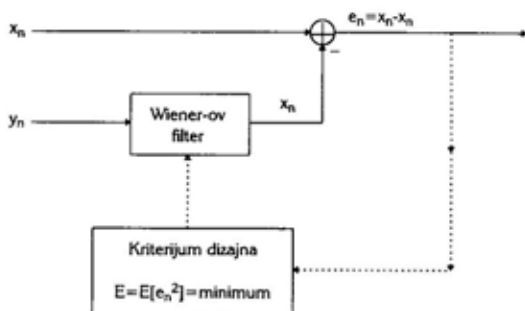 xₙ
eₙ=xₙ-xₙ
yₙ
Wiener-ov
filter
xₙ
Kriterijum dizajna
E=E[eₙ²]=minimum